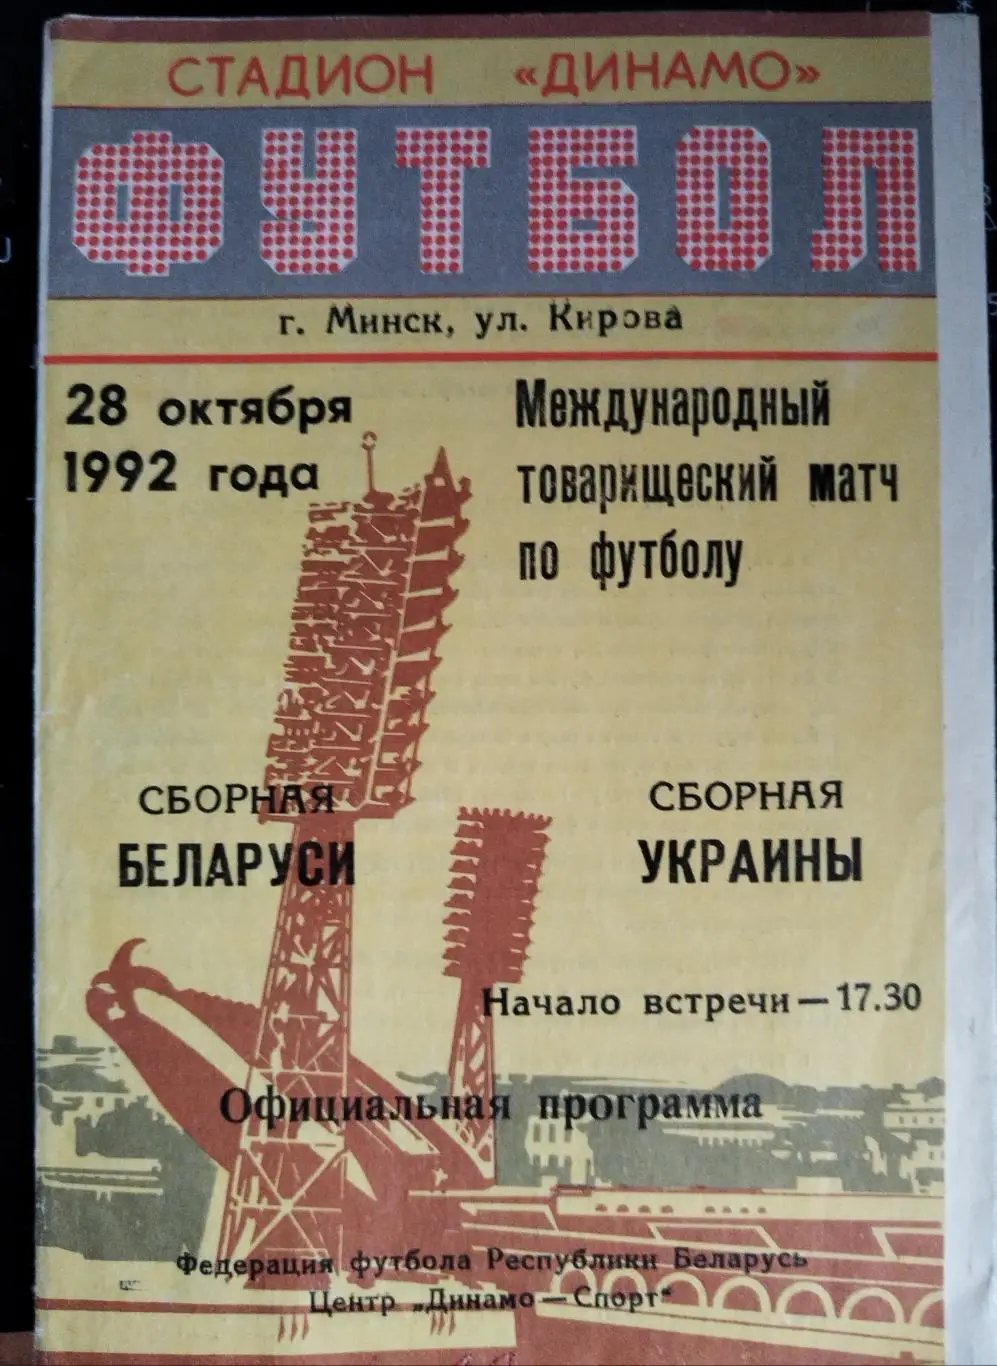 СТАДИОН «ДИНАМО»
ФУТБОЛ
г. Минск, ул. Кирова
28 октября
1992 года
Международный
товарищеский матч
по футболу
СБОРНАЯ
БЕЛАРУСИ
СБОРНАЯ
УКРАИНЫ
Начало встречи — 17.30
Официальная программа
Федерация футбола Республики Беларусь
Центр „Динамо — Спорт"